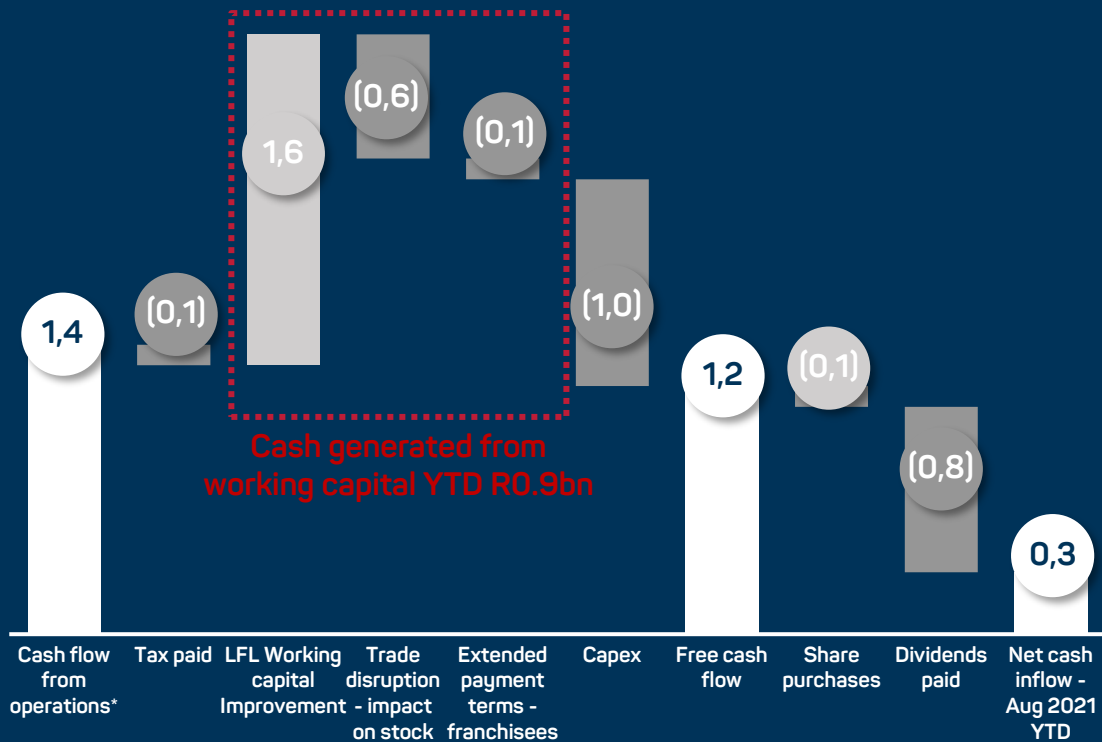 1,4
(0,1)
1,6
(0,6)
(0,1)
(1,0)
1,2
(0,1)
(0,8)
0,3
Cash generated from
working capital YTD R0.9bn
Cash flow
from
operations*
Tax paid
LFL Working
capital
Improvement
Trade
disruption
- impact
on stock
Extended
payment
terms -
franchisees
Capex
Free cash
flow
Share
purchases
Dividends
paid
Net cash
inflow -
Aug 2021
YTD